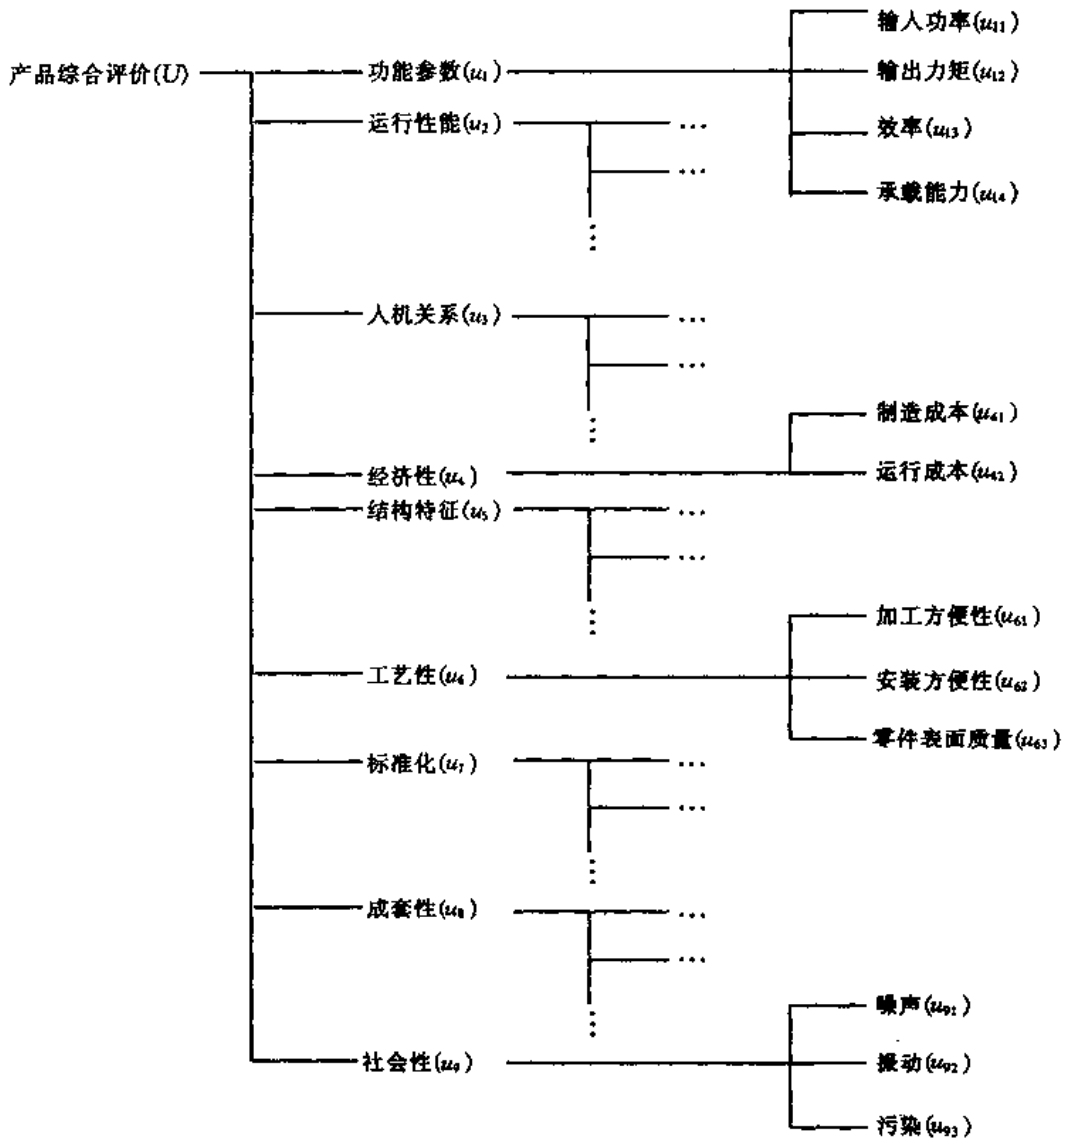 输人功率(u₁₁)
产品综合评价(U) 功能参数(u₁) 输出力矩(u₁₂)
运行性能(u₂) … 效率(u₁₃)
…
承载能力(u₁₄)
⋮
人机关系(u₃) …
…
制造成本(u₄₁)
⋮
经济性(u₄) 运行成本(u₄₂)
结构特征(u₅) …
…
加工方便性(u₆₁)
⋮
工艺性(u₆) 安装方便性(u₆₂)
零件表面质量(u₆₃)
标准化(u₇) …
…
⋮
成套性(u₈) …
…
噪声(u₉₁)
⋮
社会性(u₉)振动(u₉₂)
污染(u₉₃)